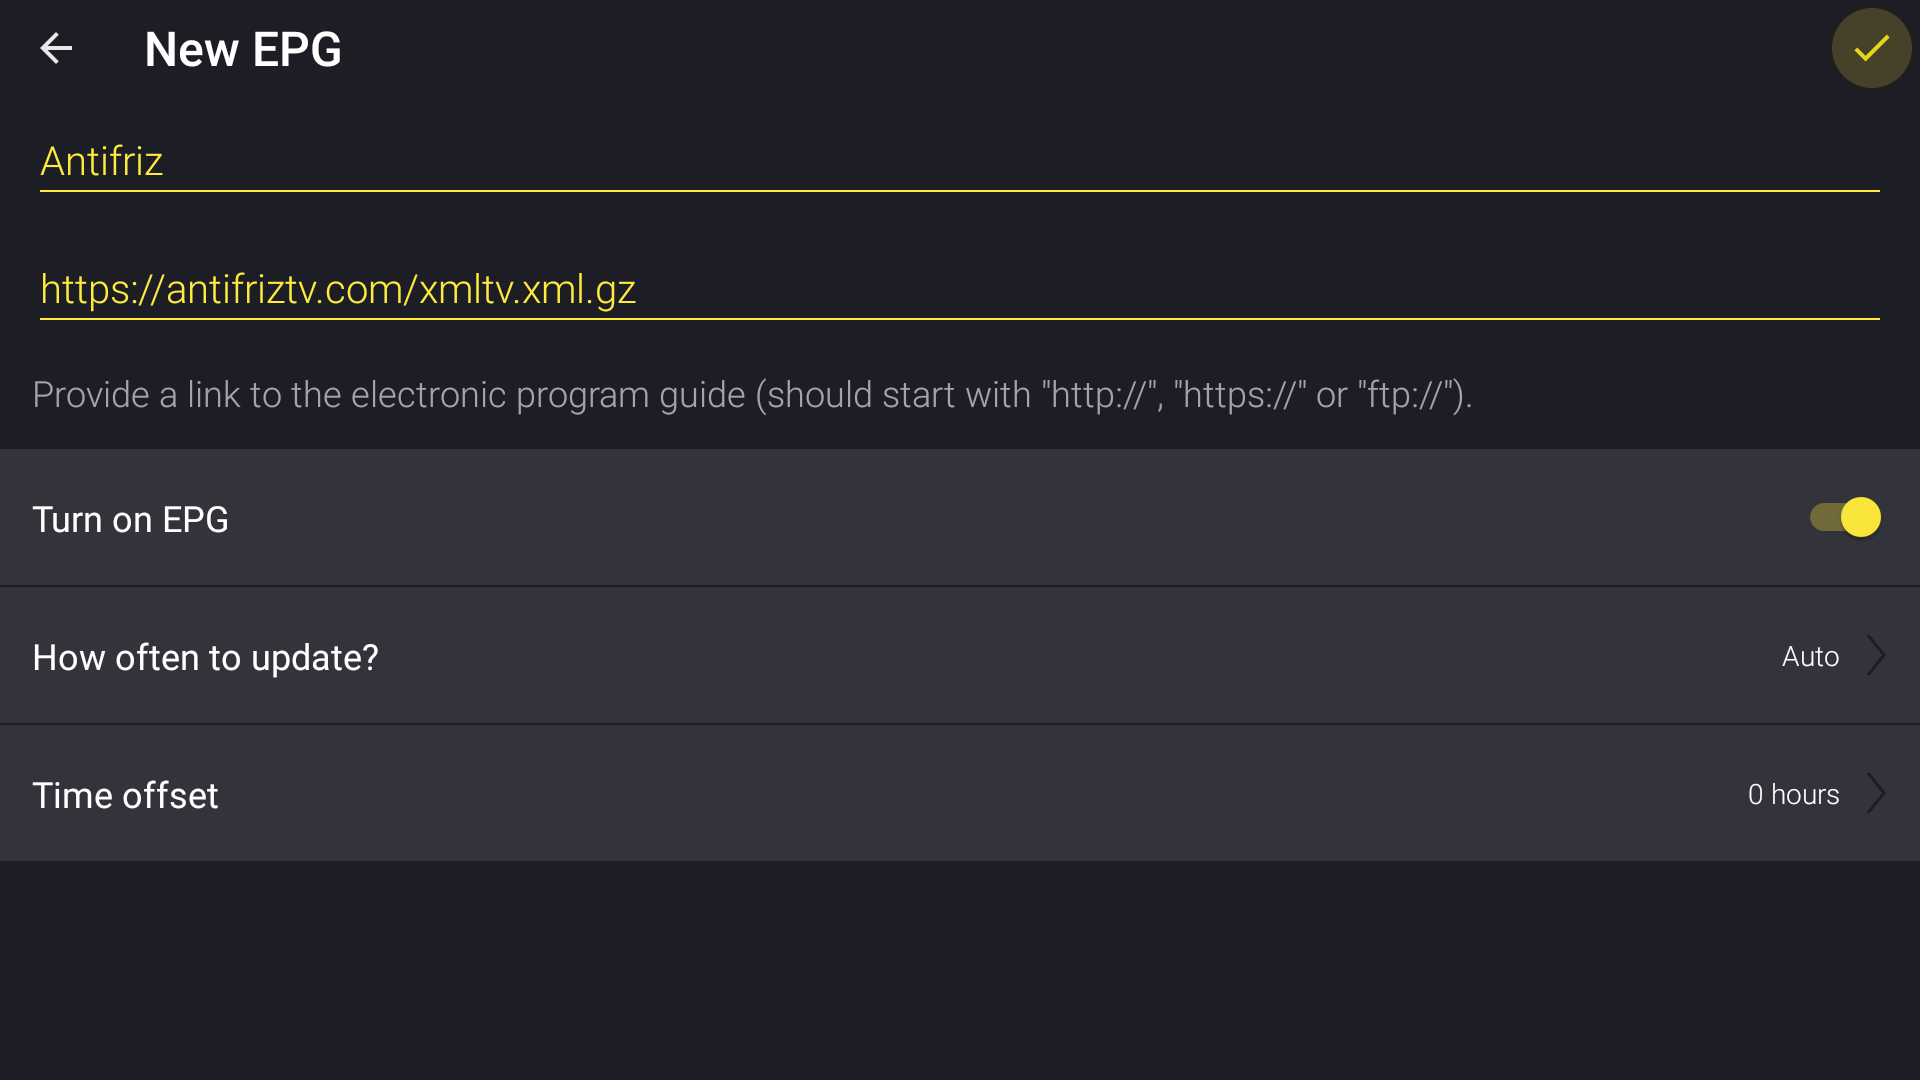 New EPG
Antifriz
https://antifriztv.com/xmltv.xml.gz
Provide a link to the electronic program guide (should start with "http://", "https://" or "ftp://").
Turn on EPG
How often to update?
Auto
Time offset
0 hours